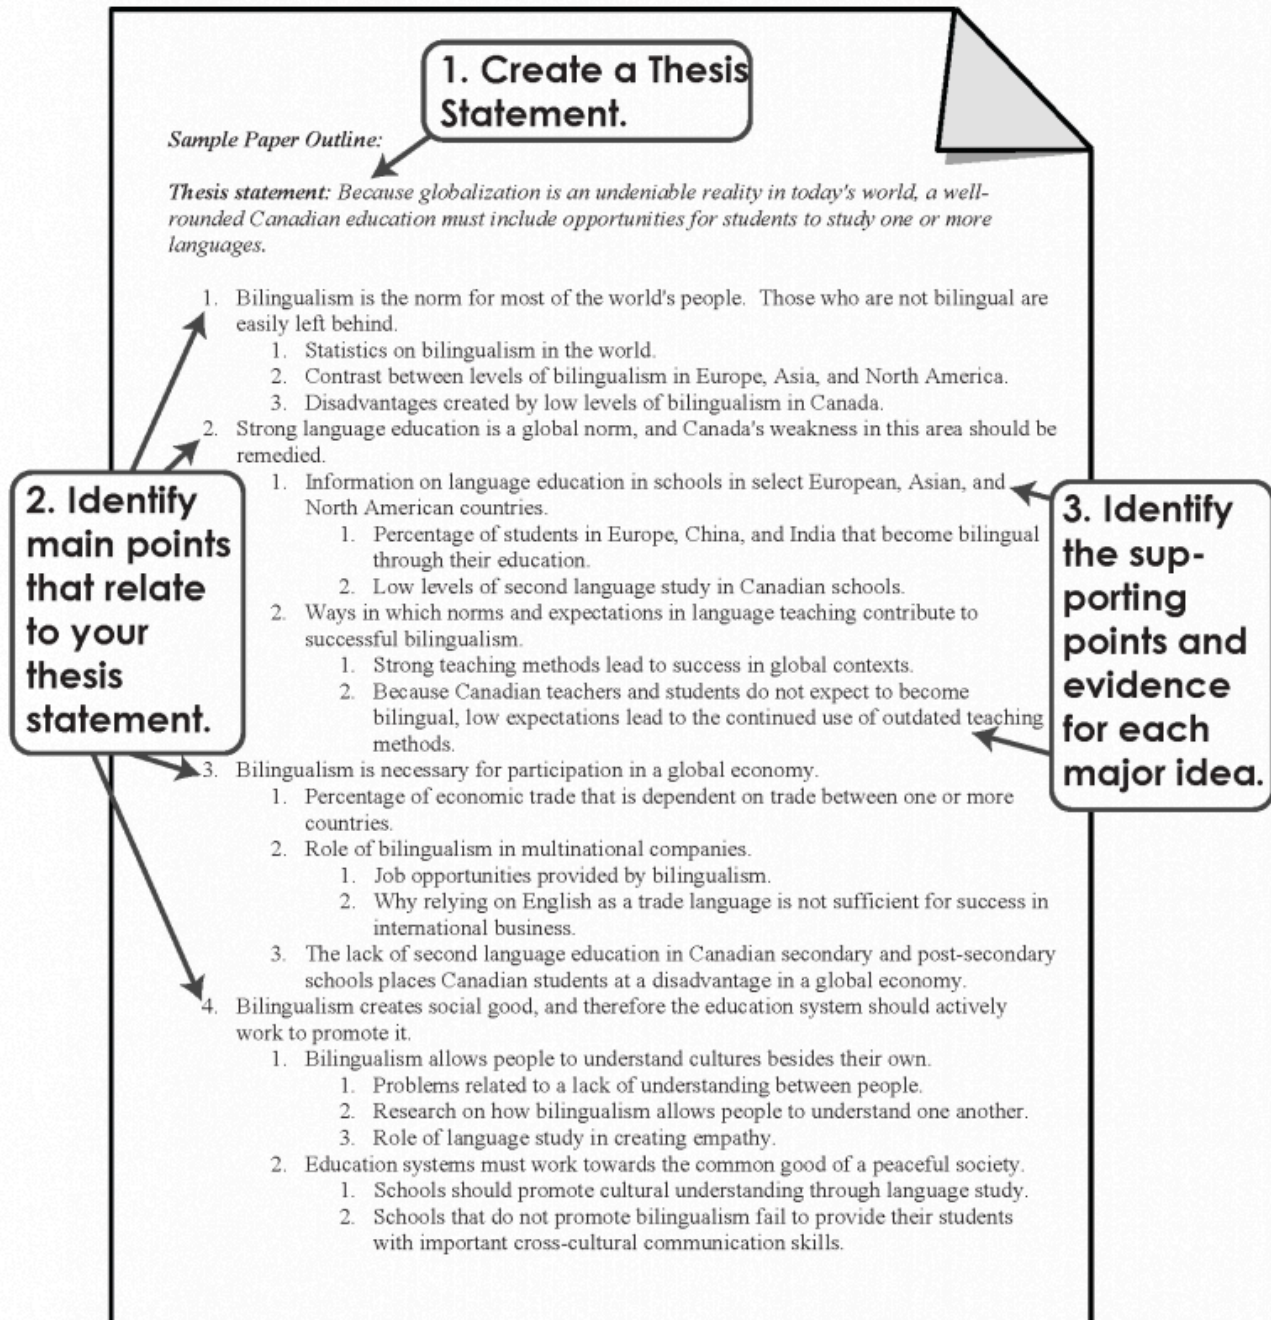 1. Create a Thesis
Statement.
Sample Paper Outline:
Thesis statement: Because globalization is an undeniable reality in today's world, a well-
rounded Canadian education must include opportunities for students to study one or more
languages.
1. Bilingualism is the norm for most of the world's people. Those who are not bilingual are
easily left behind.
1. Statistics on bilingualism in the world.
2. Contrast between levels of bilingualism in Europe, Asia, and North America.
3. Disadvantages created by low levels of bilingualism in Canada.
2. Strong language education is a global norm, and Canada's weakness in this area should be
remedied.
1. Information on language education in schools in select European, Asian, and
North American countries.
1. Percentage of students in Europe, China, and India that become bilingual
through their education.
2. Low levels of second language study in Canadian schools.
2. Ways in which norms and expectations in language teaching contribute to
successful bilingualism.
1. Strong teaching methods lead to success in global contexts.
2. Because Canadian teachers and students do not expect to become
bilingual, low expectations lead to the continued use of outdated teaching
methods.
3. Bilingualism is necessary for participation in a global economy.
1. Percentage of economic trade that is dependent on trade between one or more
countries.
2. Role of bilingualism in multinational companies.
1. Job opportunities provided by bilingualism.
2. Why relying on English as a trade language is not sufficient for success in
international business.
3. The lack of second language education in Canadian secondary and post-secondary
schools places Canadian students at a disadvantage in a global economy.
4. Bilingualism creates social good, and therefore the education system should actively
work to promote it.
1. Bilingualism allows people to understand cultures besides their own.
1. Problems related to a lack of understanding between people.
2. Research on how bilingualism allows people to understand one another.
3. Role of language study in creating empathy.
2. Education systems must work towards the common good of a peaceful society.
1. Schools should promote cultural understanding through language study.
2. Schools that do not promote bilingualism fail to provide their students
with important cross-cultural communication skills.
2. Identify
main points
that relate
to your
thesis
statement.
3. Identify
the sup-
porting
points and
evidence
for each
major idea.